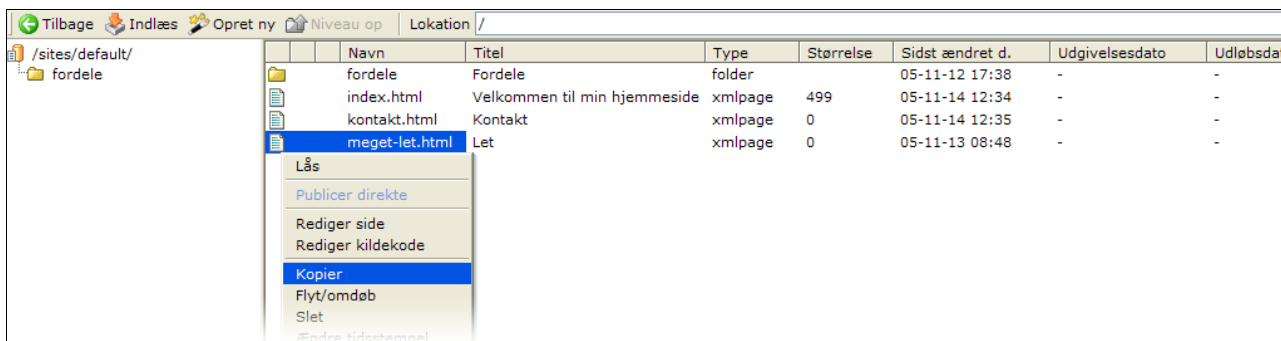 Tilbage Indlæs Opret ny Niveau op Lokation /
/sites/default/
fordele
Navn Titel Type Størrelse Sidst ændret d. Udgivelsesdato Udløbsda
fordele Fordele folder 05-11-12 17:38 - -
index.html Velkommen til min hjemmeside xmlpage 499 05-11-14 12:34 - -
kontakt.html Kontakt xmlpage 0 05-11-14 12:35 - -
meget-let.html Let xmlpage 0 05-11-13 08:48 - -
Lås
Publicer direkte
Rediger side
Rediger kildekode
Kopier
Flyt/omdøb
Slet
Ændre tidsstempel